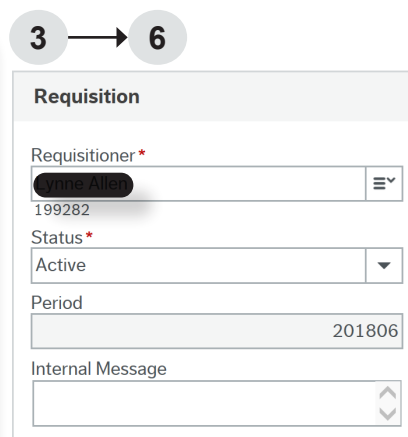 3 6
Requisition
Requisitioner *
199282
Status *
Active
Period
201806
Internal Message